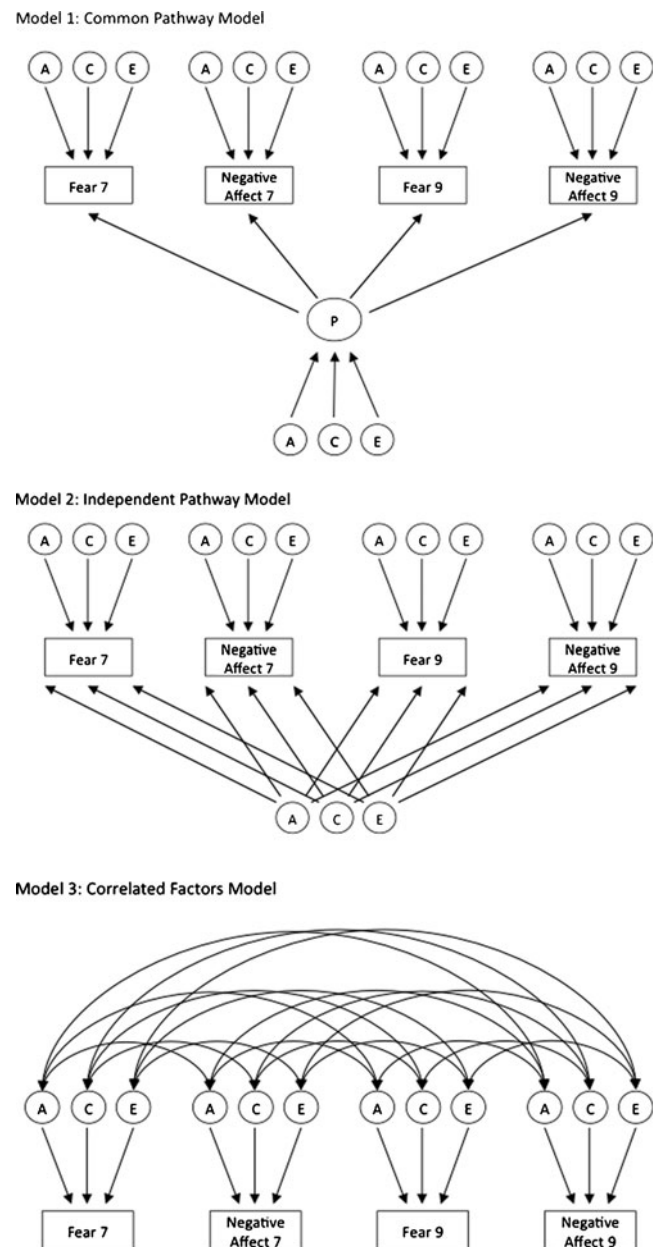 Model 1: Common Pathway Model
A C E A C E A C E A C E
Fear 7
Negative
Affect 7
Fear 9
Negative
Affect 9
P
A C E
Model 2: Independent Pathway Model
A C E A C E A C E A C E
Fear 7
Negative
Affect 7
Fear 9
Negative
Affect 9
A C E
Model 3: Correlated Factors Model
A C E A C E A C E A C E
Fear 7
Negative
Affect 7
Fear 9
Negative
Affect 9